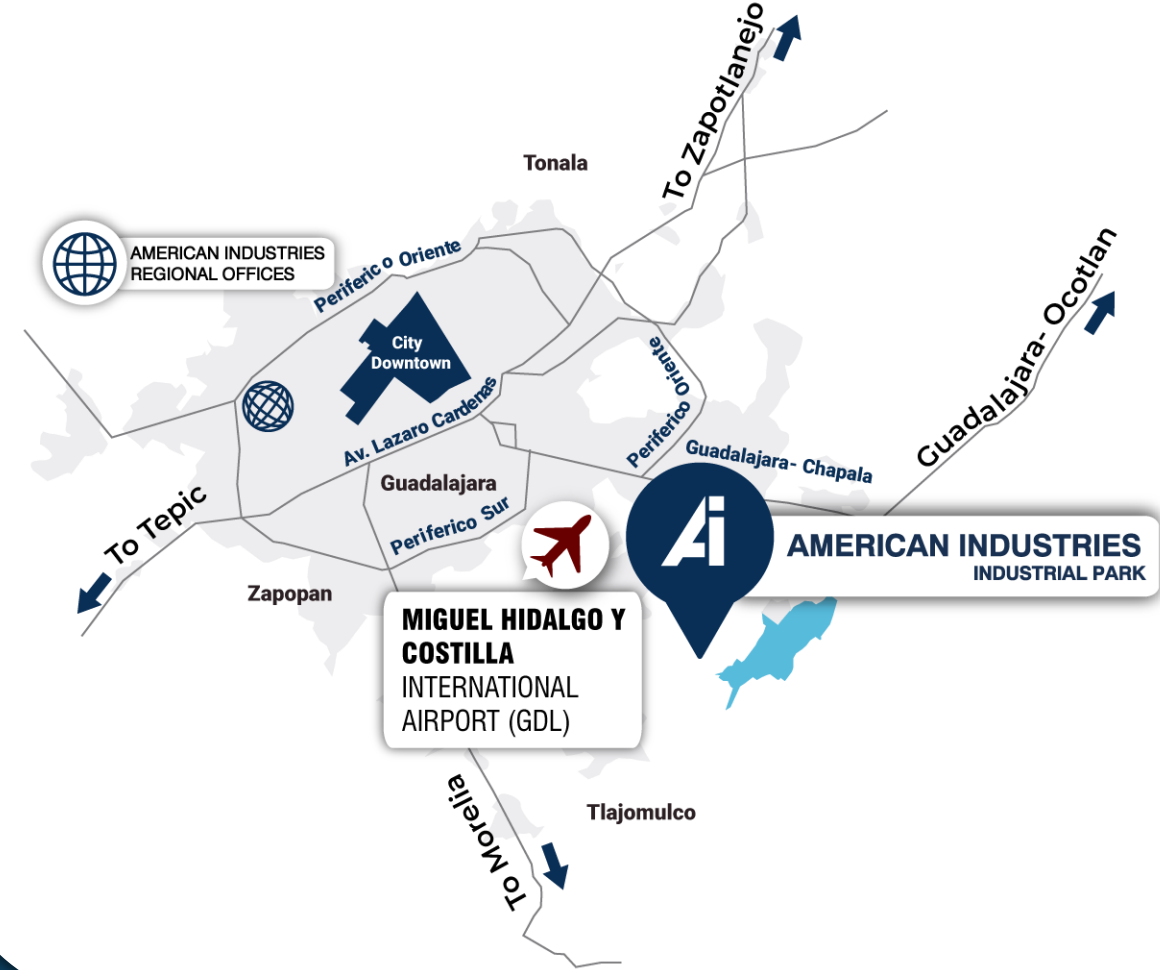 To Zapotlanejo
Tonala
AMERICAN INDUSTRIES
REGIONAL OFFICES
Periferico Oriente
Guadalajara- Ocotlan
City
Downtown
Periferico Oriente
Av. Lazaro Cardenas
Guadalajara- Chapala
Guadalajara
To Tepic
Periferico Sur
Ai
AMERICAN INDUSTRIES
INDUSTRIAL PARK
Zapopan
MIGUEL HIDALGO Y
COSTILLA
INTERNATIONAL
AIRPORT (GDL)
To Morelia
Tlajomulco